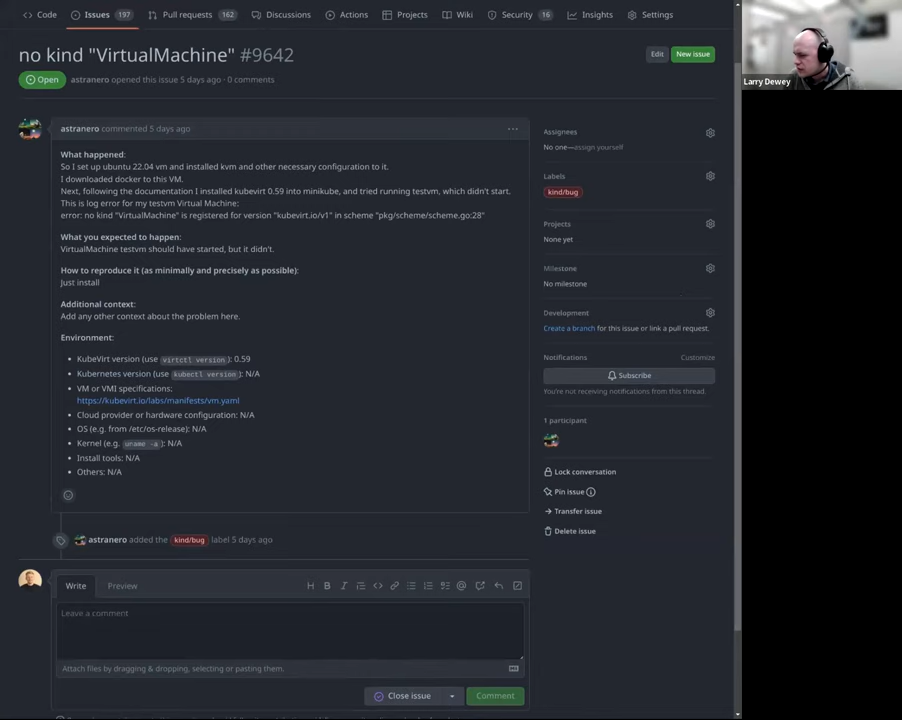 Code
Issues 197
Pull requests 162
Discussions
Actions
Projects
Wiki
Security 16
Insights
Settings
no kind "VirtualMachine" #9642
Edit
New issue
Open
astranero opened this issue 5 days ago · 0 comments
astranero commented 5 days ago
What happened:
So I set up ubuntu 22.04 vm and installed kvm and other necessary configuration to it.
I downloaded docker to this VM.
Next, following the documentation I installed kubevirt 0.59 into minikube, and tried running testvm, which didn't start.
This is log error for my testvm Virtual Machine:
error: no kind "VirtualMachine" is registered for version "kubevirt.io/v1" in scheme "pkg/scheme/scheme.go:28"
What you expected to happen:
VirtualMachine testvm should have started, but it didn't.
How to reproduce it (as minimally and precisely as possible):
Just install
Additional context:
Add any other context about the problem here.
Environment:
KubeVirt version (use virtctl version): 0.59
Kubernetes version (use kubectl version): N/A
VM or VMI specifications:
https://kubevirt.io/labs/manifests/vm.yaml
Cloud provider or hardware configuration: N/A
OS (e.g. from /etc/os-release): N/A
Kernel (e.g. uname -a): N/A
Install tools: N/A
Others: N/A
astranero added the kind/bug label 5 days ago
Write
Preview
Leave a comment
Attach files by dragging & dropping, selecting or pasting them.
Close issue
Comment
Assignees
No one—assign yourself
Labels
kind/bug
Projects
None yet
Milestone
No milestone
Development
Create a branch for this issue or link a pull request.
Notifications
Customize
Subscribe
You're not receiving notifications from this thread.
1 participant
Lock conversation
Pin issue
Transfer issue
Delete issue
Larry Dewey